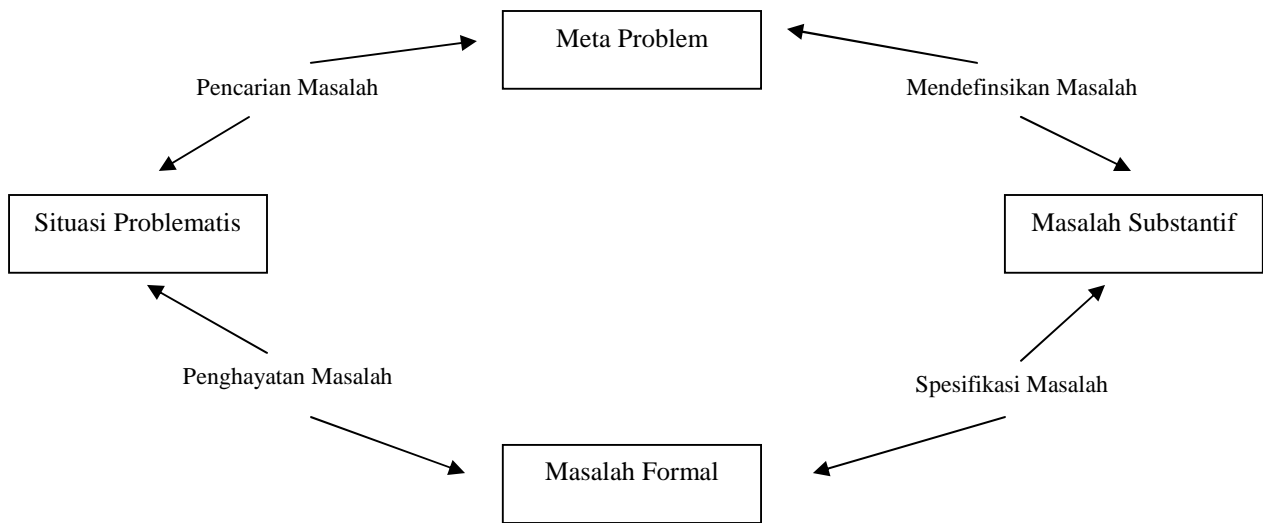 Meta Problem
Pencarian Masalah
Mendefinsikan Masalah
Situasi Problematis
Masalah Substantif
Penghayatan Masalah
Spesifikasi Masalah
Masalah Formal